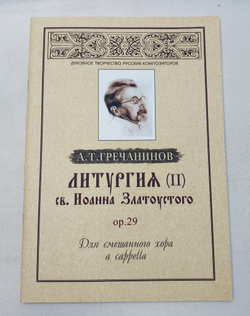 ДУХОВНОЕ ТВОРЧЕСТВО РУССКИХ КОМПОЗИТОРОВ
А.Т.ГРЕЧАНИНОВ
ЛИТУРГИЯ (II)
св. Иоанна Златоустого
op.29
Для смешанного хора
a cappella